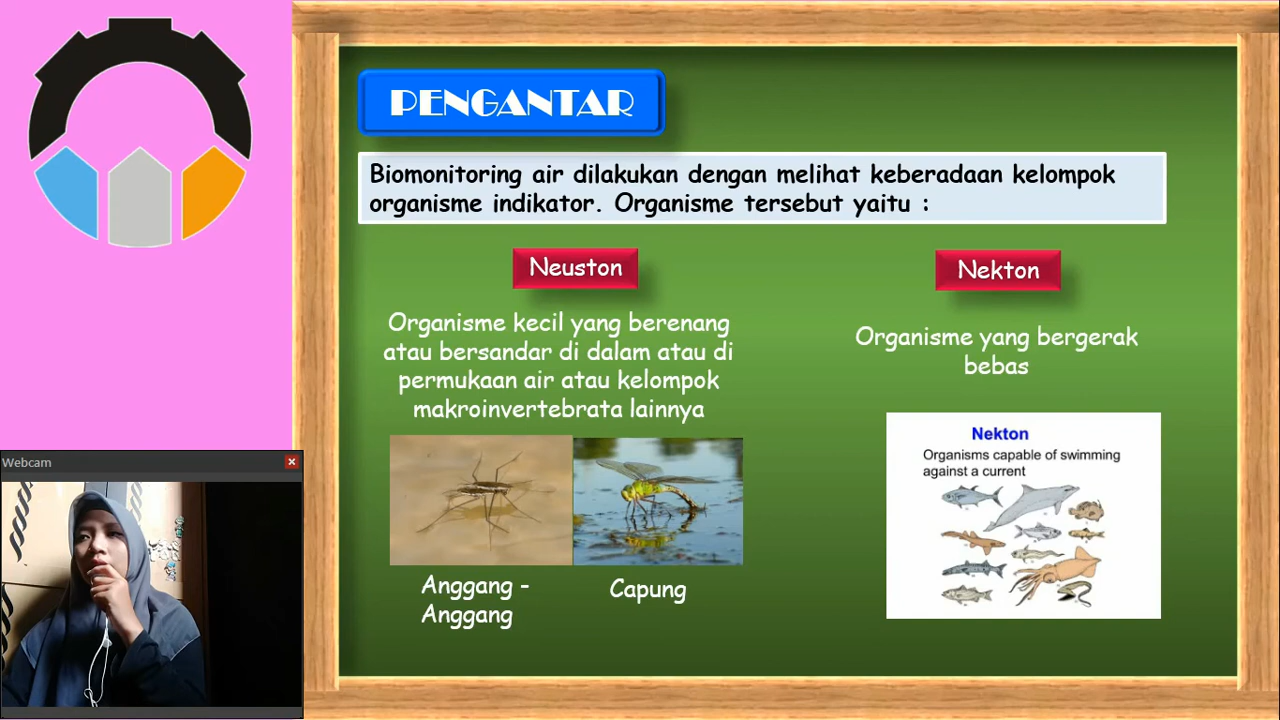 PENGANTAR
Biomonitoring air dilakukan dengan melihat keberadaan kelompok
organisme indikator. Organisme tersebut yaitu :
Neuston
Organisme kecil yang berenang
atau bersandar di dalam atau di
permukaan air atau kelompok
makroinvertebrata lainnya
Anggang -
Anggang
Capung
Nekton
Organisme yang bergerak
bebas
Nekton
Organisms capable of swimming
against a current
Webcam